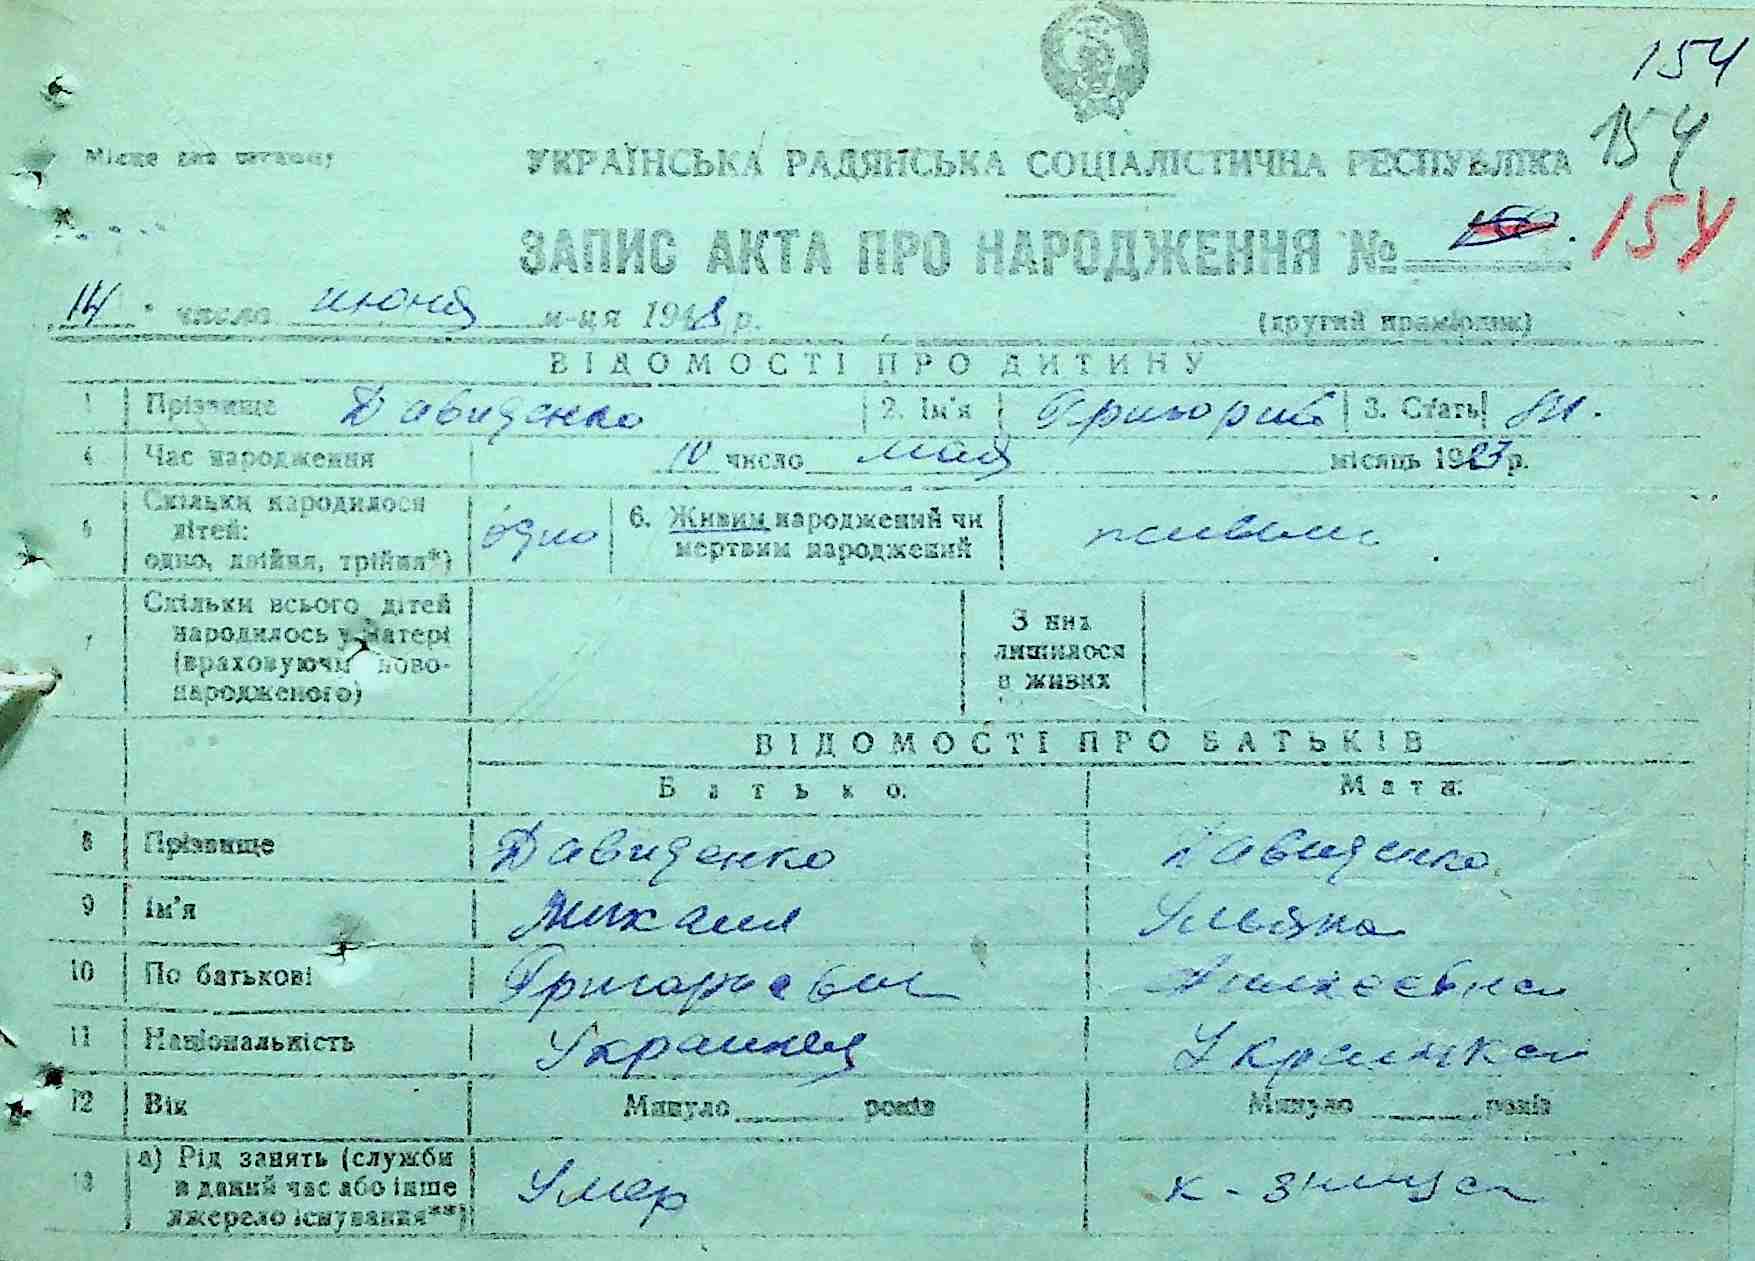 154
154
Місце для штампу
УКРАЇНСЬКА РАДЯНСЬКА СОЦІАЛІСТИЧНА РЕСПУБЛІКА
ЗАПИС АКТА ПРО НАРОДЖЕННЯ № 154
14 " число июня м-ця 1948 р.
(другий примірник)
ВІДОМОСТІ ПРО ДИТИНУ
1 Прізвище Давиденко 2. Ім'я Григорий 3. Стать м.
4 Час народження 10 число мая місяць 1923 р.
5 Скільки народилося дітей: одно, двійня, трійня*) одно 6. Живим народжений чи мертвим народжений живым
7 Скільки всього дітей народилось у матері (враховуючи ново-народженого) З них лишилося в живих
ВІДОМОСТІ ПРО БАТЬКІВ
Батько: Мати:
8 Прізвище Давиденко Давиденко
9 Ім'я Михаил Ульяна
10 По батькові Григорьевич
11 Національність Украинец Украинка
12 Вік Минуло років Минуло років
13 а) Рід занять (служби в даний час або інше джерело існування**) Умер к-зница